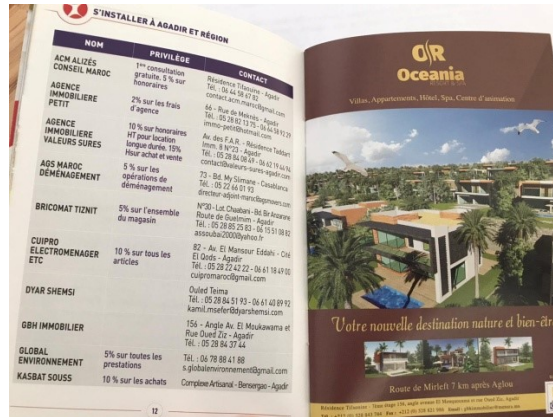 S'INSTALLER À AGADIR ET RÉGION
NOM
PRIVILÈGE
CONTACT
ACM ALIZÉS
CONSEIL MAROC
1ère consultation
gratuite. 5 % sur
honoraires
Résidence Tifaouine - Agadir
Tél. : 06 44 58 67 82
contact.acm.maroc@gmail.com
AGENCE
IMMOBILIERE
PETIT
2% sur les frais
d'agence
66 - Rue de Meknès - Agadir
Tél. : 05 28 82 13 75 - 06 44 58 92 29
immo-petit@hotmail.com
AGENCE
IMMOBILIERE
VALEURS SURES
10 % sur honoraires
HT pour location
longue durée. 15%
Hsur achat et vente
Av. des F.A.R. - Résidence Teddart
Imm. 8 N°23 - Agadir
Tél. : 05 28 84 08 69 - 06 62 19 46 96
contact@valeurs-sures-agadir.com
AGS MAROC
DÉMÉNAGEMENT
5 % sur les
opérations de
déménagement
73 - Bd. My Slimane - Casablanca
Tél. : 05 22 66 01 93
directeur-adjoint-maroc@agsmovers.com
BRICOMAT TIZNIT
5% sur l'ensemble
du magasin
N°30 - Lot. Chaabani - Bd. Bir Anzarane
Route de Guelmim - Agadir
Tél. : 05 28 85 25 83 - 06 15 51 08 82
assoubai2000@yahoo.fr
CUIPRO
ELECTROMENAGER
ETC
10 % sur tous les
articles
82 - Av. El Mansour Eddahi - Cité
El Qods - Agadir
Tél. : 05 28 22 42 22 - 06 61 18 49 00
cuipromaroc@gmail.com
DYAR SHEMSI
Ouled Teima
Tél. : 05 28 84 51 93 - 06 61 40 89 92
kamil.msefer@dyarshemsi.com
GBH IMMOBILIER
156 - Angle Av. El Moukawama et
Rue Oued Ziz - Agadir
Tél. : 05 28 84 37 44
GLOBAL
ENVIRONNEMENT
5% sur toutes les
prestations
Tél. : 06 78 88 41 88
s.globalenvironnement@gmail.com
KASBAT SOUSS
10 % sur les achats
Complexe Artisanal - Bensergao - Agadir
12
OR
Oceania
Villas, Appartements, Hôtel, Spa, Centre d'animation
Votre nouvelle destination nature et bien-êtr
Route de Mirleft 7 km après Aglou